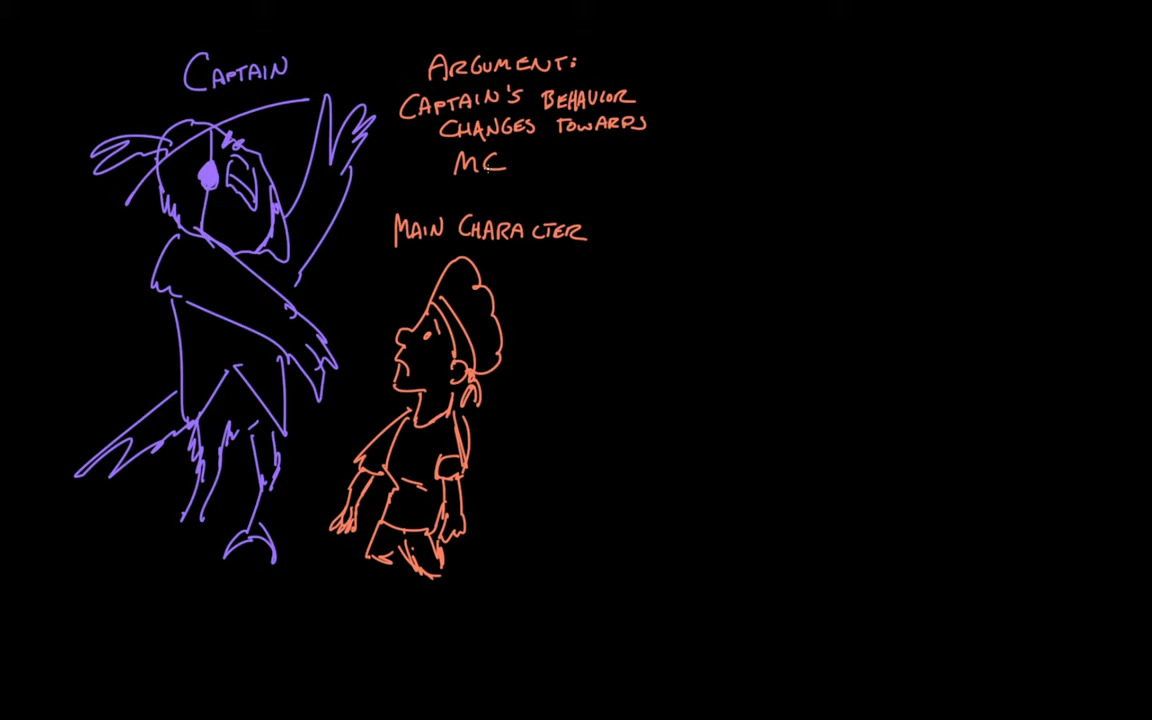 CAPTAIN
ARGUMENT:
CAPTAIN'S BEHAVIOR
CHANGES TOWARDS
MC
MAIN CHARACTER